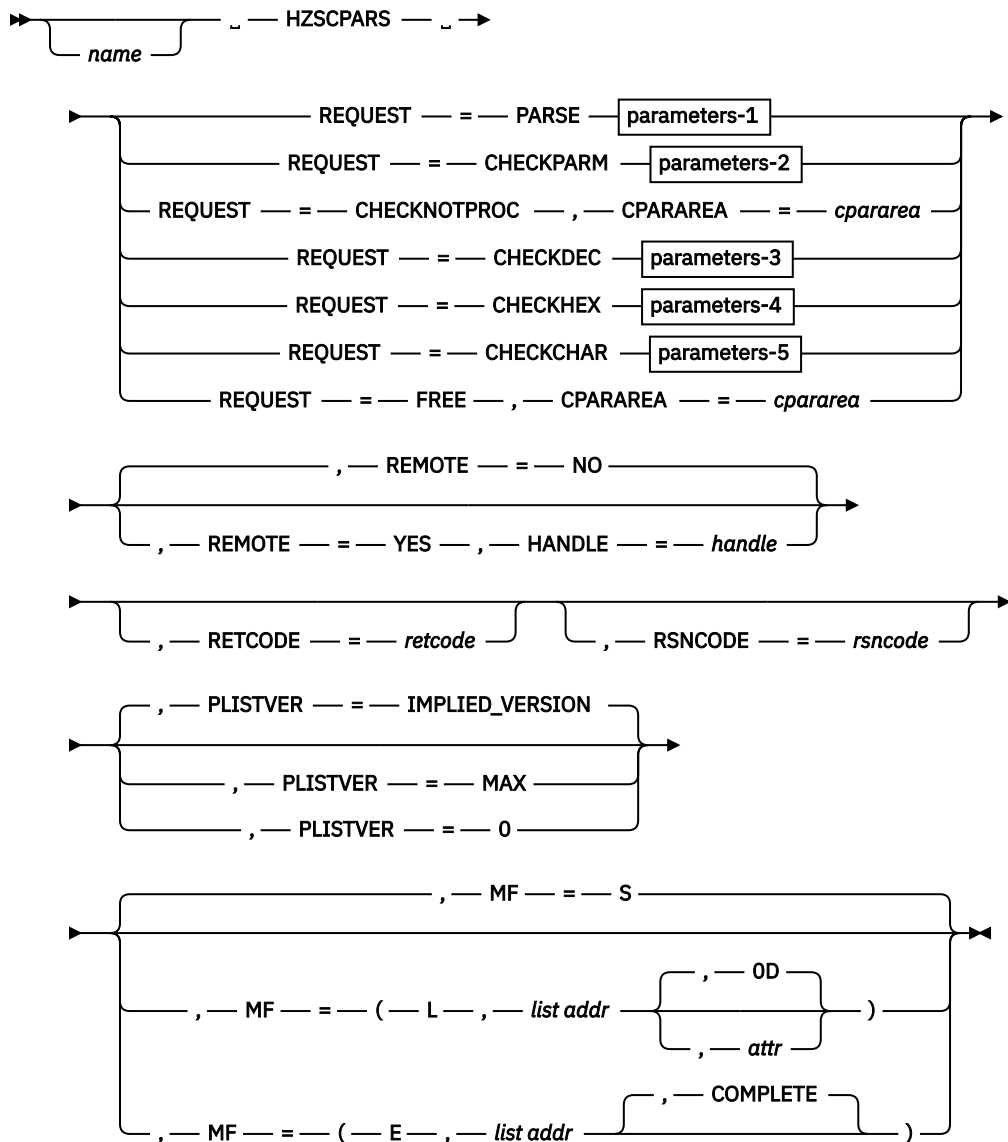 ␣ HZSCPARS ␣
name
REQUEST = PARSE parameters-1
REQUEST = CHECKPARM parameters-2
REQUEST = CHECKNOTPROC , CPARAREA = cpararea
REQUEST = CHECKDEC parameters-3
REQUEST = CHECKHEX parameters-4
REQUEST = CHECKCHAR parameters-5
REQUEST = FREE , CPARAREA = cpararea
, REMOTE = NO
, REMOTE = YES , HANDLE = handle
, RETCODE = retcode , RSNCODE = rsncode
, PLISTVER = IMPLIED_VERSION
, PLISTVER = MAX
, PLISTVER = 0
, MF = S
, 0D
, MF = ( L , list addr )
, attr
, COMPLETE
, MF = ( E , list addr )